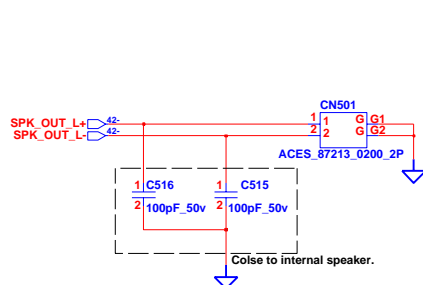 CN501
SPK_OUT_L+ 42- 1 1 G G1
SPK_OUT_L- 42- 2 2 G G2
ACES_87213_0200_2P
1 C516 1 C515
2 100pF_50v 2 100pF_50v
Colse to internal speaker.